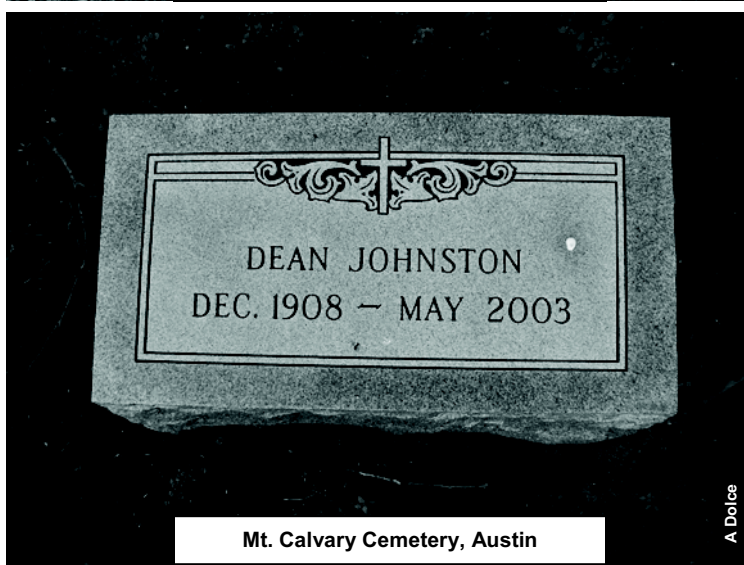 DEAN JOHNSTON
DEC. 1908 – MAY 2003
Mt. Calvary Cemetery, Austin
A Dolce